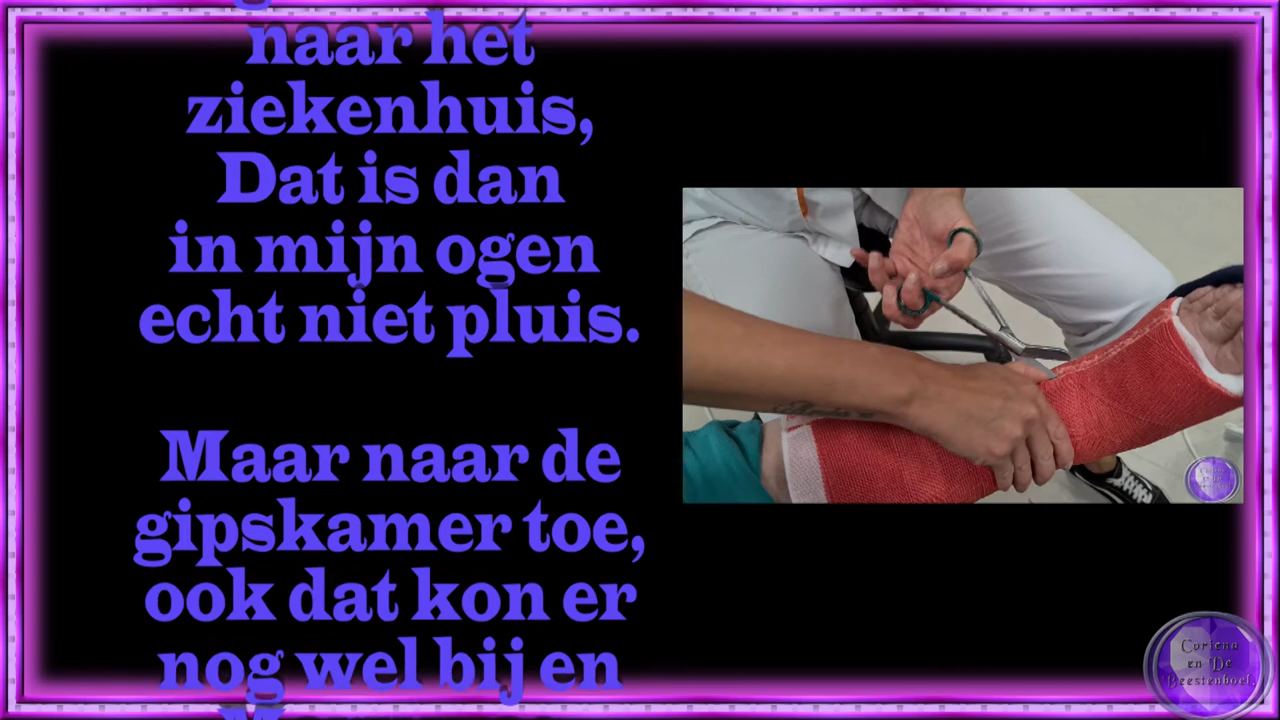 naar het
ziekenhuis,
Dat is dan
in mijn ogen
echt niet pluis.
Maar naar de
gipskamer toe,
ook dat kon er
nog wel bij en
Coriena
en De
Beestenboel